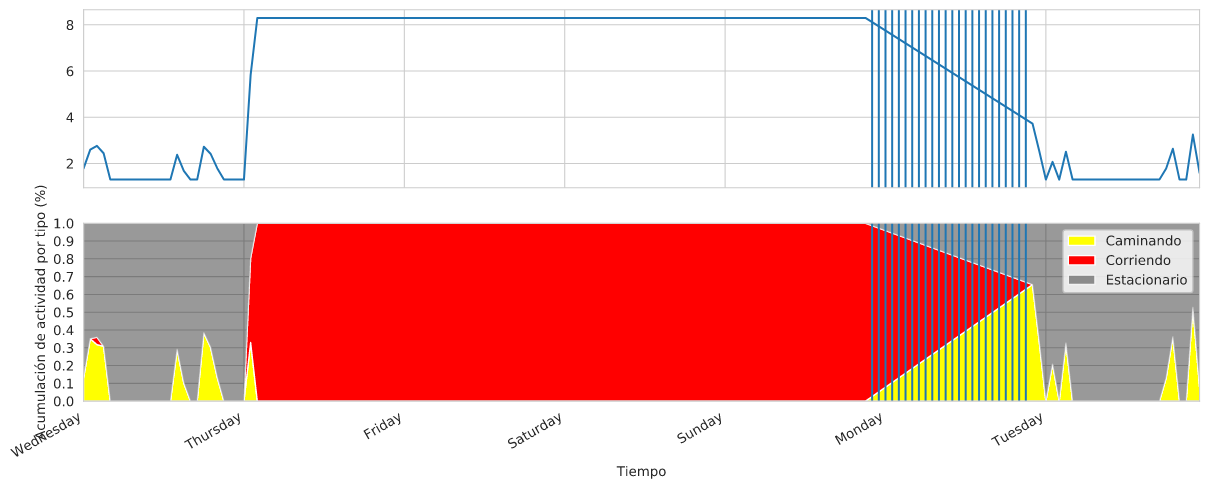 8
6
4
2
Acumulación de actividad por tipo (%)
1.0
0.9
0.8
0.7
0.6
0.5
0.4
0.3
0.2
0.1
0.0
Caminando
Corriendo
Estacionario
Wednesday
Thursday
Friday
Saturday
Sunday
Monday
Tuesday
Tiempo